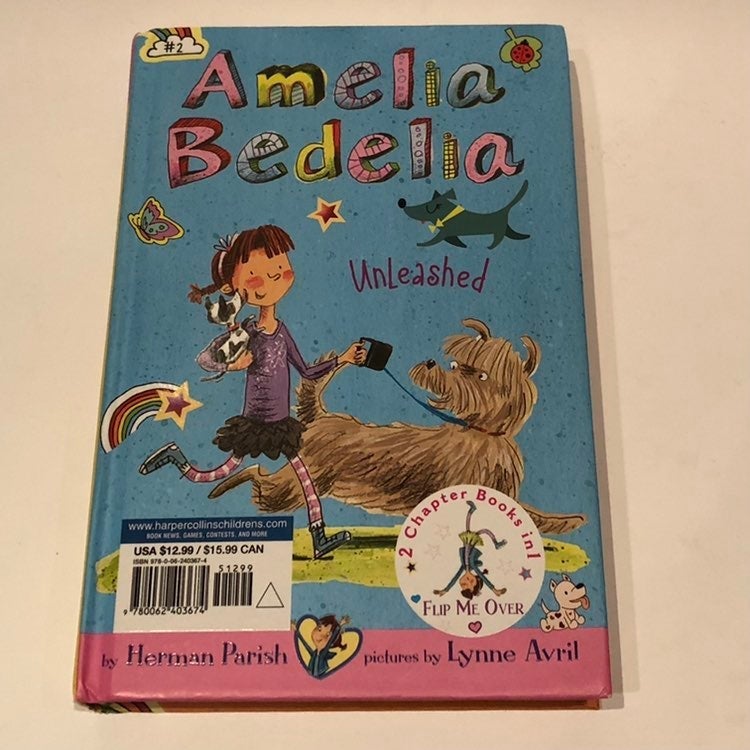 #2
Amelia
Bedelia
Unleashed
www.harpercollinschildrens.com
BOOK NEWS, GAMES, CONTESTS, AND MORE
USA $12.99 / $15.99 CAN
ISBN 978-0-06-240367-4
51299
9 780062 403674
2 Chapter Books in 1
FLIP ME OVER
by Herman Parish pictures by Lynne Avril